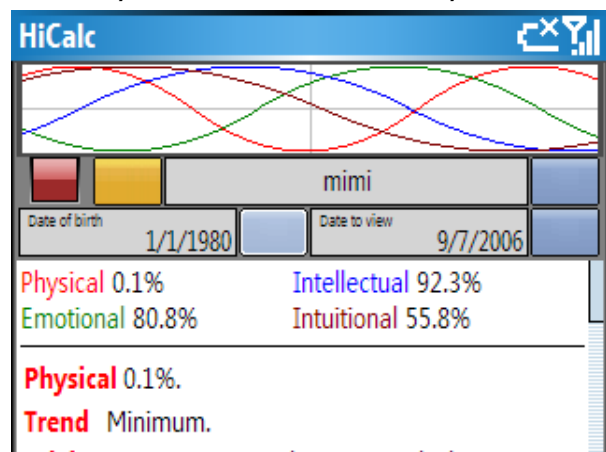 HiCalc
mimi
Date of birth
1/1/1980
Date to view
9/7/2006
Physical 0.1% Intellectual 92.3%
Emotional 80.8% Intuitional 55.8%
Physical 0.1%.
Trend Minimum.